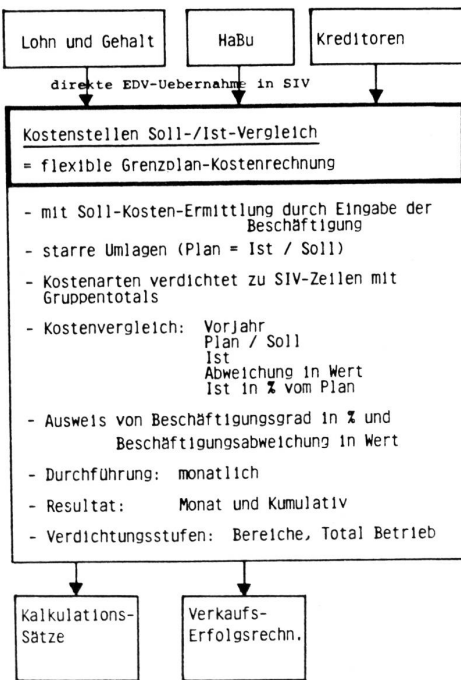 Lohn und Gehalt
HaBu
Kreditoren
direkte EDV-Uebernahme in SIV
Kostenstellen Soll-/Ist-Vergleich
= flexible Grenzplan-Kostenrechnung
- mit Soll-Kosten-Ermittlung durch Eingabe der
Beschäftigung
- starre Umlagen (Plan = Ist / Soll)
- Kostenarten verdichtet zu SIV-Zeilen mit
Gruppentotals
- Kostenvergleich: Vorjahr
Plan / Soll
Ist
Abweichung in Wert
Ist in % vom Plan
- Ausweis von Beschäftigungsgrad in % und
Beschäftigungsabweichung in Wert
- Durchführung: monatlich
- Resultat: Monat und Kumulativ
- Verdichtungsstufen: Bereiche, Total Betrieb
Kalkulations-
Sätze
Verkaufs-
Erfolgsrechn.